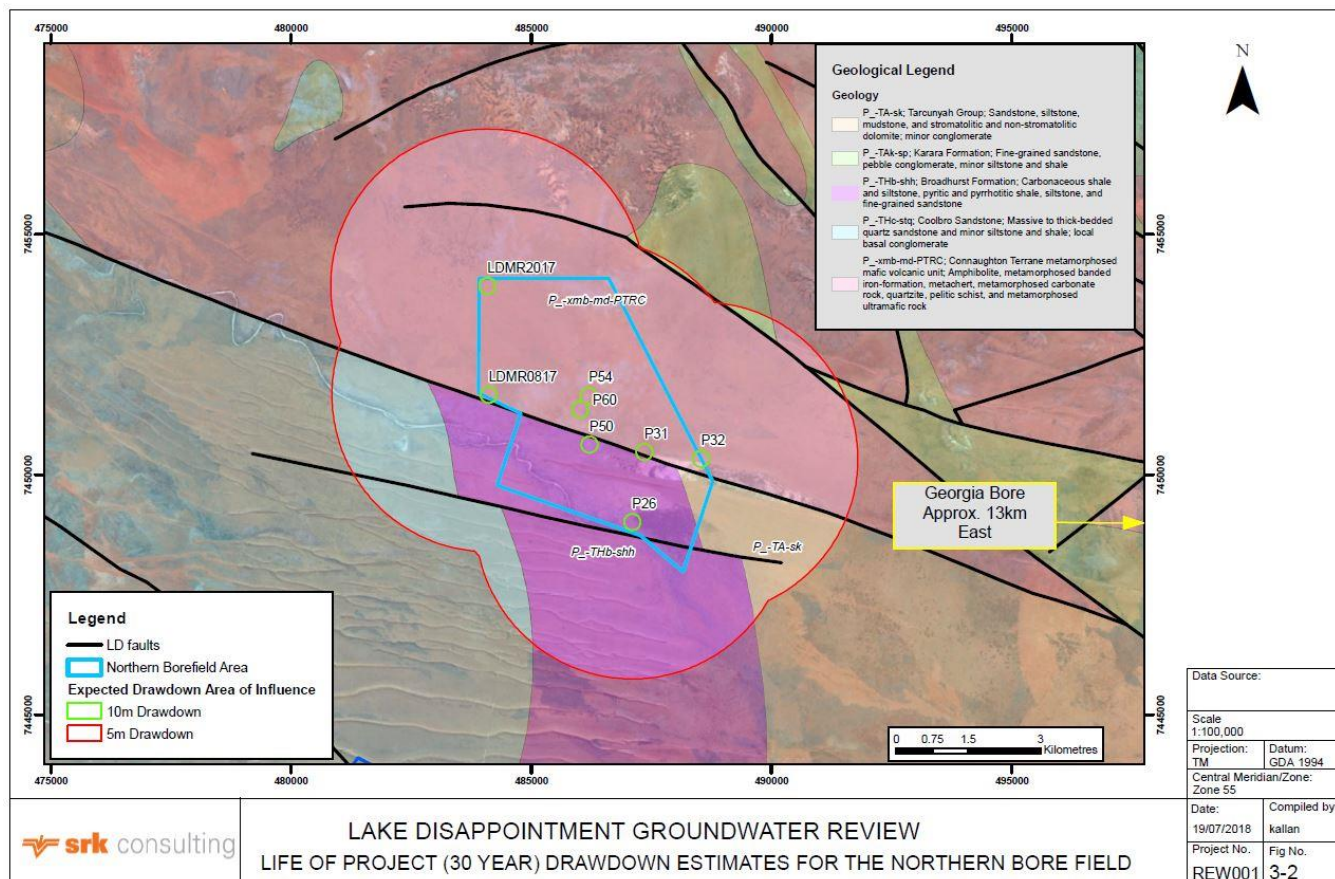 475000
480000
485000
490000
495000
N
Geological Legend
Geology
P_-TA-sk; Tarcunyah Group; Sandstone, siltstone,
mudstone, and stromatolitic and non-stromatolitic
dolomite; minor conglomerate
P_-TAk-sp; Karara Formation; Fine-grained sandstone,
pebble conglomerate, minor siltstone and shale
P_-THb-shh; Broadhurst Formation; Carbonaceous shale
and siltstone, pyritic and pyrrhotitic shale, siltstone, and
fine-grained sandstone
P_-THc-stq; Coolbro Sandstone; Massive to thick-bedded
quartz sandstone and minor siltstone and shale; local
basal conglomerate
P_-xmb-md-PTRC; Connaughton Terrane metamorphosed
mafic volcanic unit; Amphibolite, metamorphosed banded
iron-formation, metachert, metamorphosed carbonate
rock, quartzite, pelitic schist, and metamorphosed
ultramafic rock
7455000
7455000
LDMR2017
P_-xmb-md-PTRC
LDMR0817
P54
P60
P50
P31
P32
7450000
7450000
P26
Georgia Bore
Approx. 13km
East
P_-THb-shh
P_-TA-sk
Legend
LD faults
Northern Borefield Area
Expected Drawdown Area of Influence
10m Drawdown
5m Drawdown
7445000
7445000
0 0.75 1.5 3
Kilometres
475000
480000
485000
490000
495000
Data Source:
Scale
1:100,000
Projection:
TM
Datum:
GDA 1994
Central Meridian/Zone:
Zone 55
Date:
19/07/2018
Compiled by
kallan
Project No.
REW001
Fig No.
3-2
srk consulting
LAKE DISAPPOINTMENT GROUNDWATER REVIEW
LIFE OF PROJECT (30 YEAR) DRAWDOWN ESTIMATES FOR THE NORTHERN BORE FIELD